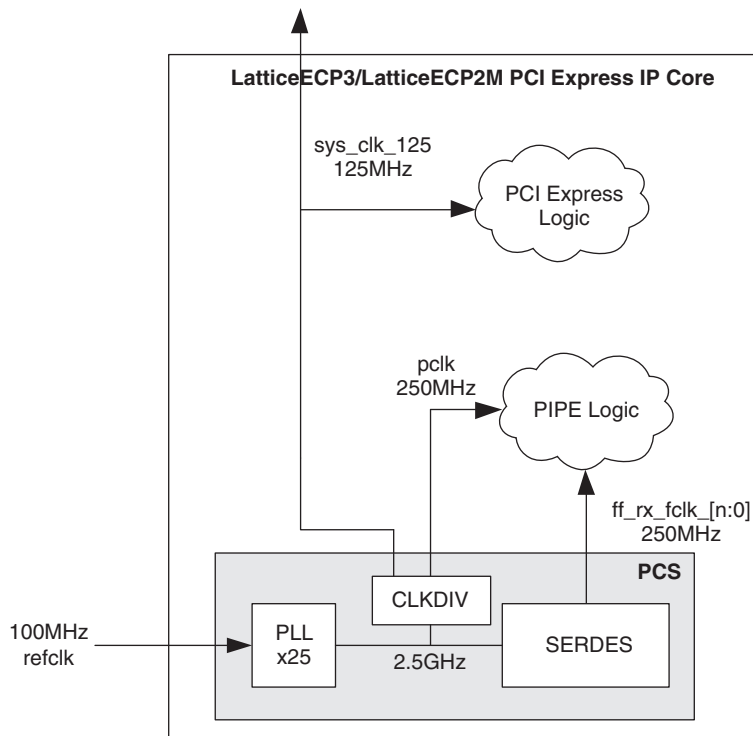 LatticeECP3/LatticeECP2M PCI Express IP Core
sys_clk_125
125MHz
PCI Express
Logic
pclk
250MHz
PIPE Logic
ff_rx_fclk_[n:0]
250MHz
PCS
CLKDIV
100MHz
refclk
PLL
x25
2.5GHz
SERDES